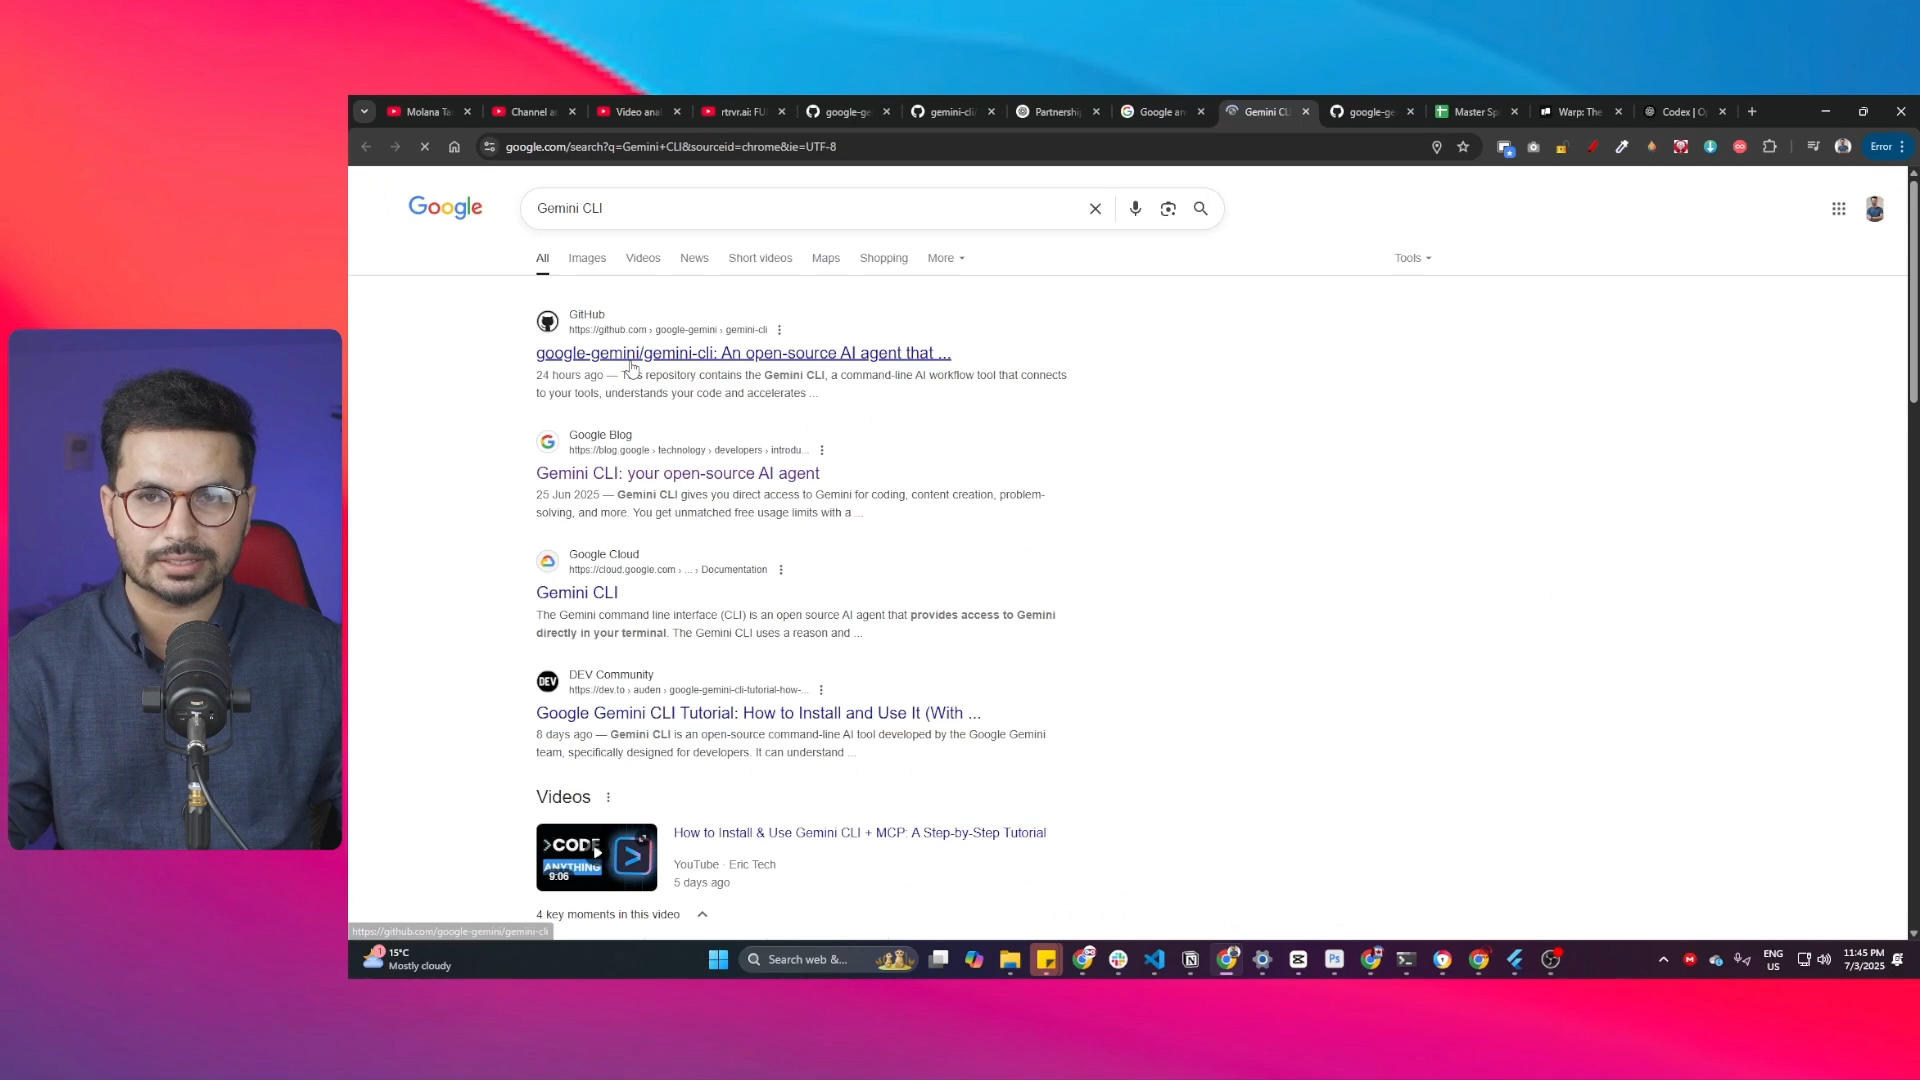 Molana Ta
Channel a
Video ana
rtrvr.ai: FU
google-ge
gemini-cli/
Partnership
Google an
Gemini CL
google-ge
Master Sp
Warp: The
Codex | O
google.com/search?q=Gemini+CLI&sourceid=chrome&ie=UTF-8
Error
Google
Gemini CLI
All
Images
Videos
News
Short videos
Maps
Shopping
More
Tools
GitHub
https://github.com › google-gemini › gemini-cli
google-gemini/gemini-cli: An open-source AI agent that ...
24 hours ago — repository contains the Gemini CLI, a command-line AI workflow tool that connects
to your tools, understands your code and accelerates ...
Google Blog
https://blog.google › technology › developers › introdu...
Gemini CLI: your open-source AI agent
25 Jun 2025 — Gemini CLI gives you direct access to Gemini for coding, content creation, problem-
solving, and more. You get unmatched free usage limits with a ...
Google Cloud
https://cloud.google.com › ... › Documentation
Gemini CLI
The Gemini command line interface (CLI) is an open source AI agent that provides access to Gemini
directly in your terminal. The Gemini CLI uses a reason and ...
DEV
DEV Community
https://dev.to › auden › google-gemini-cli-tutorial-how-...
Google Gemini CLI Tutorial: How to Install and Use It (With ...
8 days ago — Gemini CLI is an open-source command-line AI tool developed by the Google Gemini
team, specifically designed for developers. It can understand ...
Videos
>CODE
ANYTHING
9:06
How to Install & Use Gemini CLI + MCP: A Step-by-Step Tutorial
YouTube · Eric Tech
5 days ago
4 key moments in this video
https://github.com/google-gemini/gemini-cli
1
15°C
Mostly cloudy
Search web &...
Ps
ENG
US
11:45 PM
7/3/2025